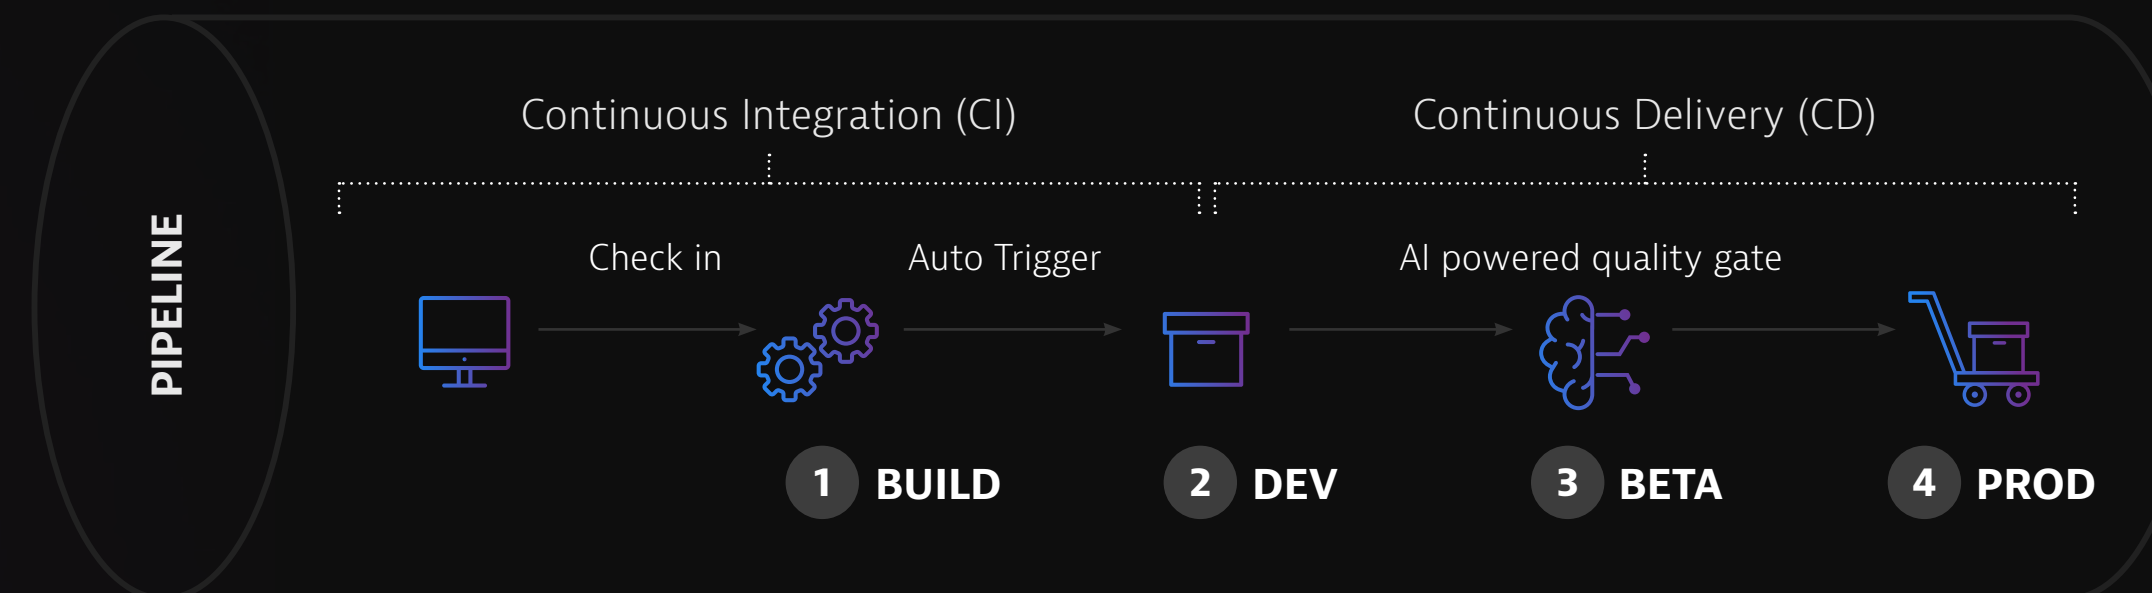 PIPELINE
Continuous Integration (CI)
Continuous Delivery (CD)
Check in
Auto Trigger
AI powered quality gate
1 BUILD
2 DEV
3 BETA
4 PROD